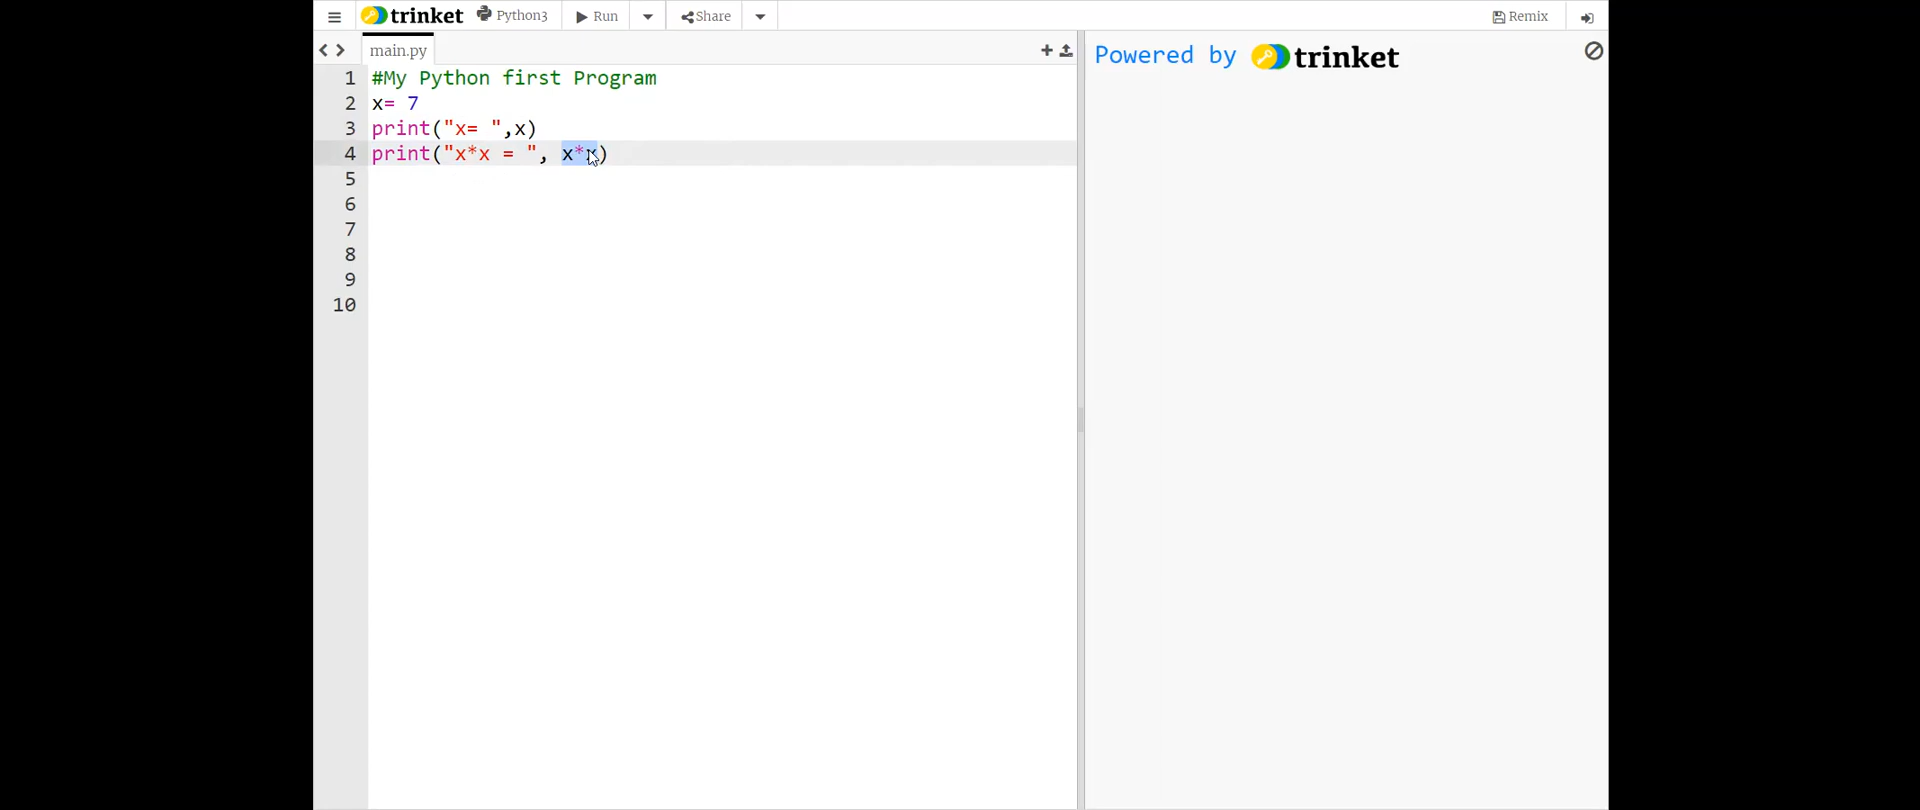 trinket Python3 Run Share Remix
main.py
Powered by trinket
1 #My Python first Program
2 x= 7
3 print("x= ",x)
4 print("x*x = ", x*x)
5
6
7
8
9
10